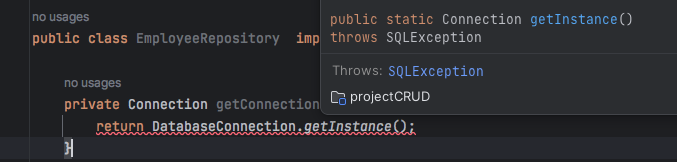 no usages
public class EmployeeRepository imp
no usages
private Connection getConnection
return DatabaseConnection.getInstance();
}
public static Connection getInstance()
throws SQLException
Throws: SQLException
projectCRUD